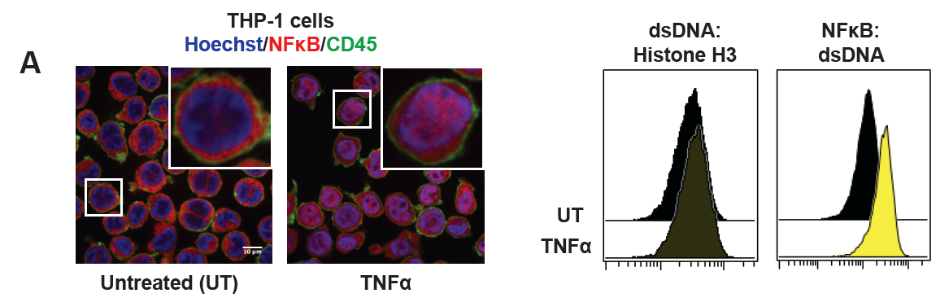 A
THP-1 cells
Hoechst/NFκB/CD45
10 µm
Untreated (UT)
TNFα
dsDNA:
Histone H3
NFκB:
dsDNA
UT
TNFα